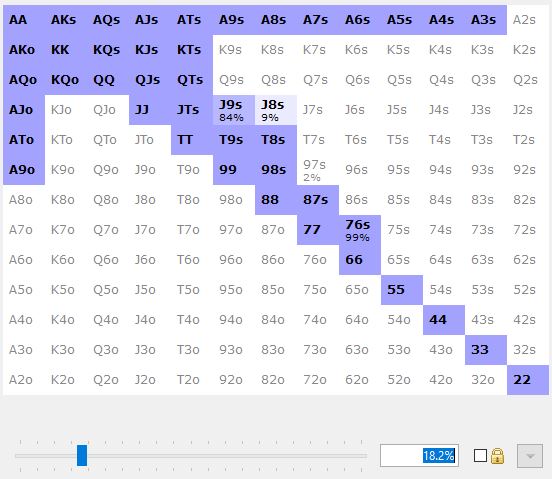 AA AKs AQs AJs ATs A9s A8s A7s A6s A5s A4s A3s A2s
AKo KK KQs KJs KTs K9s K8s K7s K6s K5s K4s K3s K2s
AQo KQo QQ QJs QTs Q9s Q8s Q7s Q6s Q5s Q4s Q3s Q2s
AJo KJo QJo JJ JTs J9s J8s J7s J6s J5s J4s J3s J2s
84% 9%
ATo KTo QTo JTo TT T9s T8s T7s T6s T5s T4s T3s T2s
A9o K9o Q9o J9o T9o 99 98s 97s 96s 95s 94s 93s 92s
2%
A8o K8o Q8o J8o T8o 98o 88 87s 86s 85s 84s 83s 82s
A7o K7o Q7o J7o T7o 97o 87o 77 76s 75s 74s 73s 72s
99%
A6o K6o Q6o J6o T6o 96o 86o 76o 66 65s 64s 63s 62s
A5o K5o Q5o J5o T5o 95o 85o 75o 65o 55 54s 53s 52s
A4o K4o Q4o J4o T4o 94o 84o 74o 64o 54o 44 43s 42s
A3o K3o Q3o J3o T3o 93o 83o 73o 63o 53o 43o 33 32s
A2o K2o Q2o J2o T2o 92o 82o 72o 62o 52o 42o 32o 22
18.2%